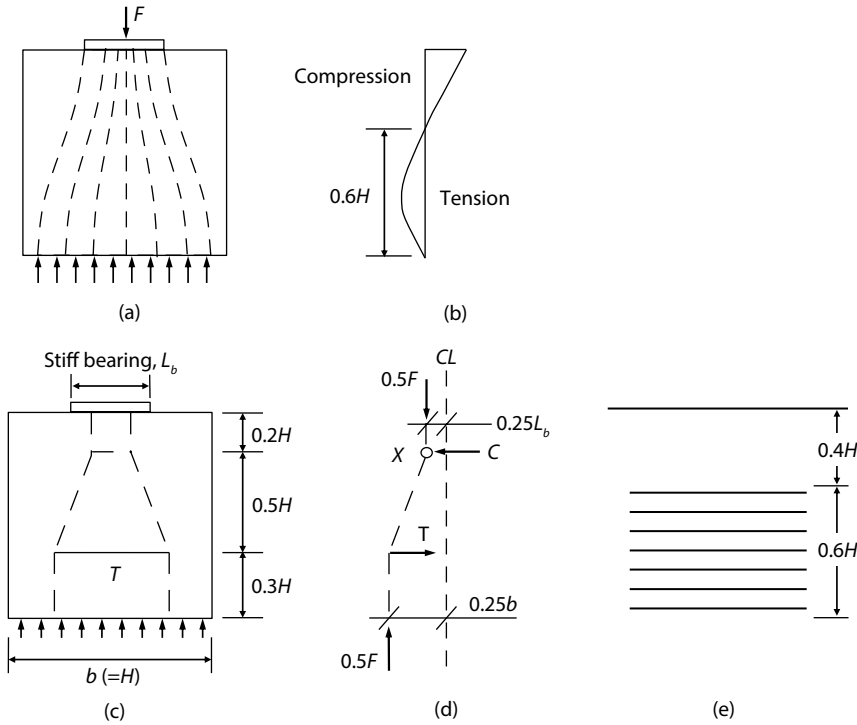 F
Compression
0.6H
Tension
(a)
(b)
Stiff bearing, L_b
CL
0.5F
0.25L_b
0.2H
X
C
0.4H
0.5H
T
T
0.6H
0.3H
0.25b
0.5F
b (=H)
(c)
(d)
(e)